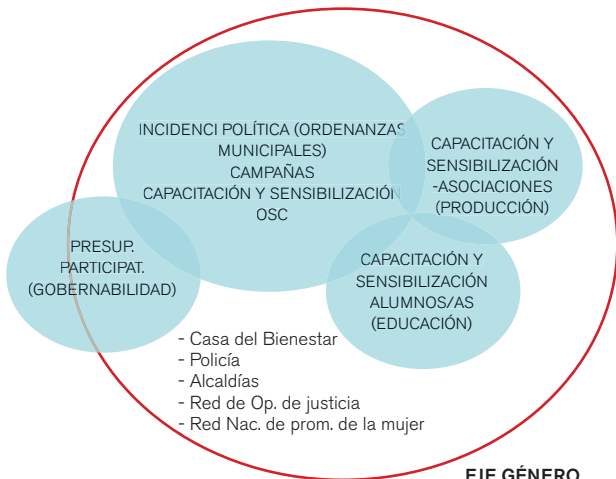 INCIDENCI POLÍTICA (ORDENANZAS
MUNICIPALES)
CAMPAÑAS
CAPACITACIÓN Y SENSIBILIZACIÓN
OSC
CAPACITACIÓN Y
SENSIBILIZACIÓN
-ASOCIACIONES
(PRODUCCIÓN)
PRESUP.
PARTICIPAT.
(GOBERNABILIDAD)
CAPACITACIÓN Y
SENSIBILIZACIÓN
ALUMNOS/AS
(EDUCACIÓN)
- Casa del Bienestar
- Policía
- Alcaldías
- Red de Op. de justicia
- Red Nac. de prom. de la mujer
EJE GÉNERO